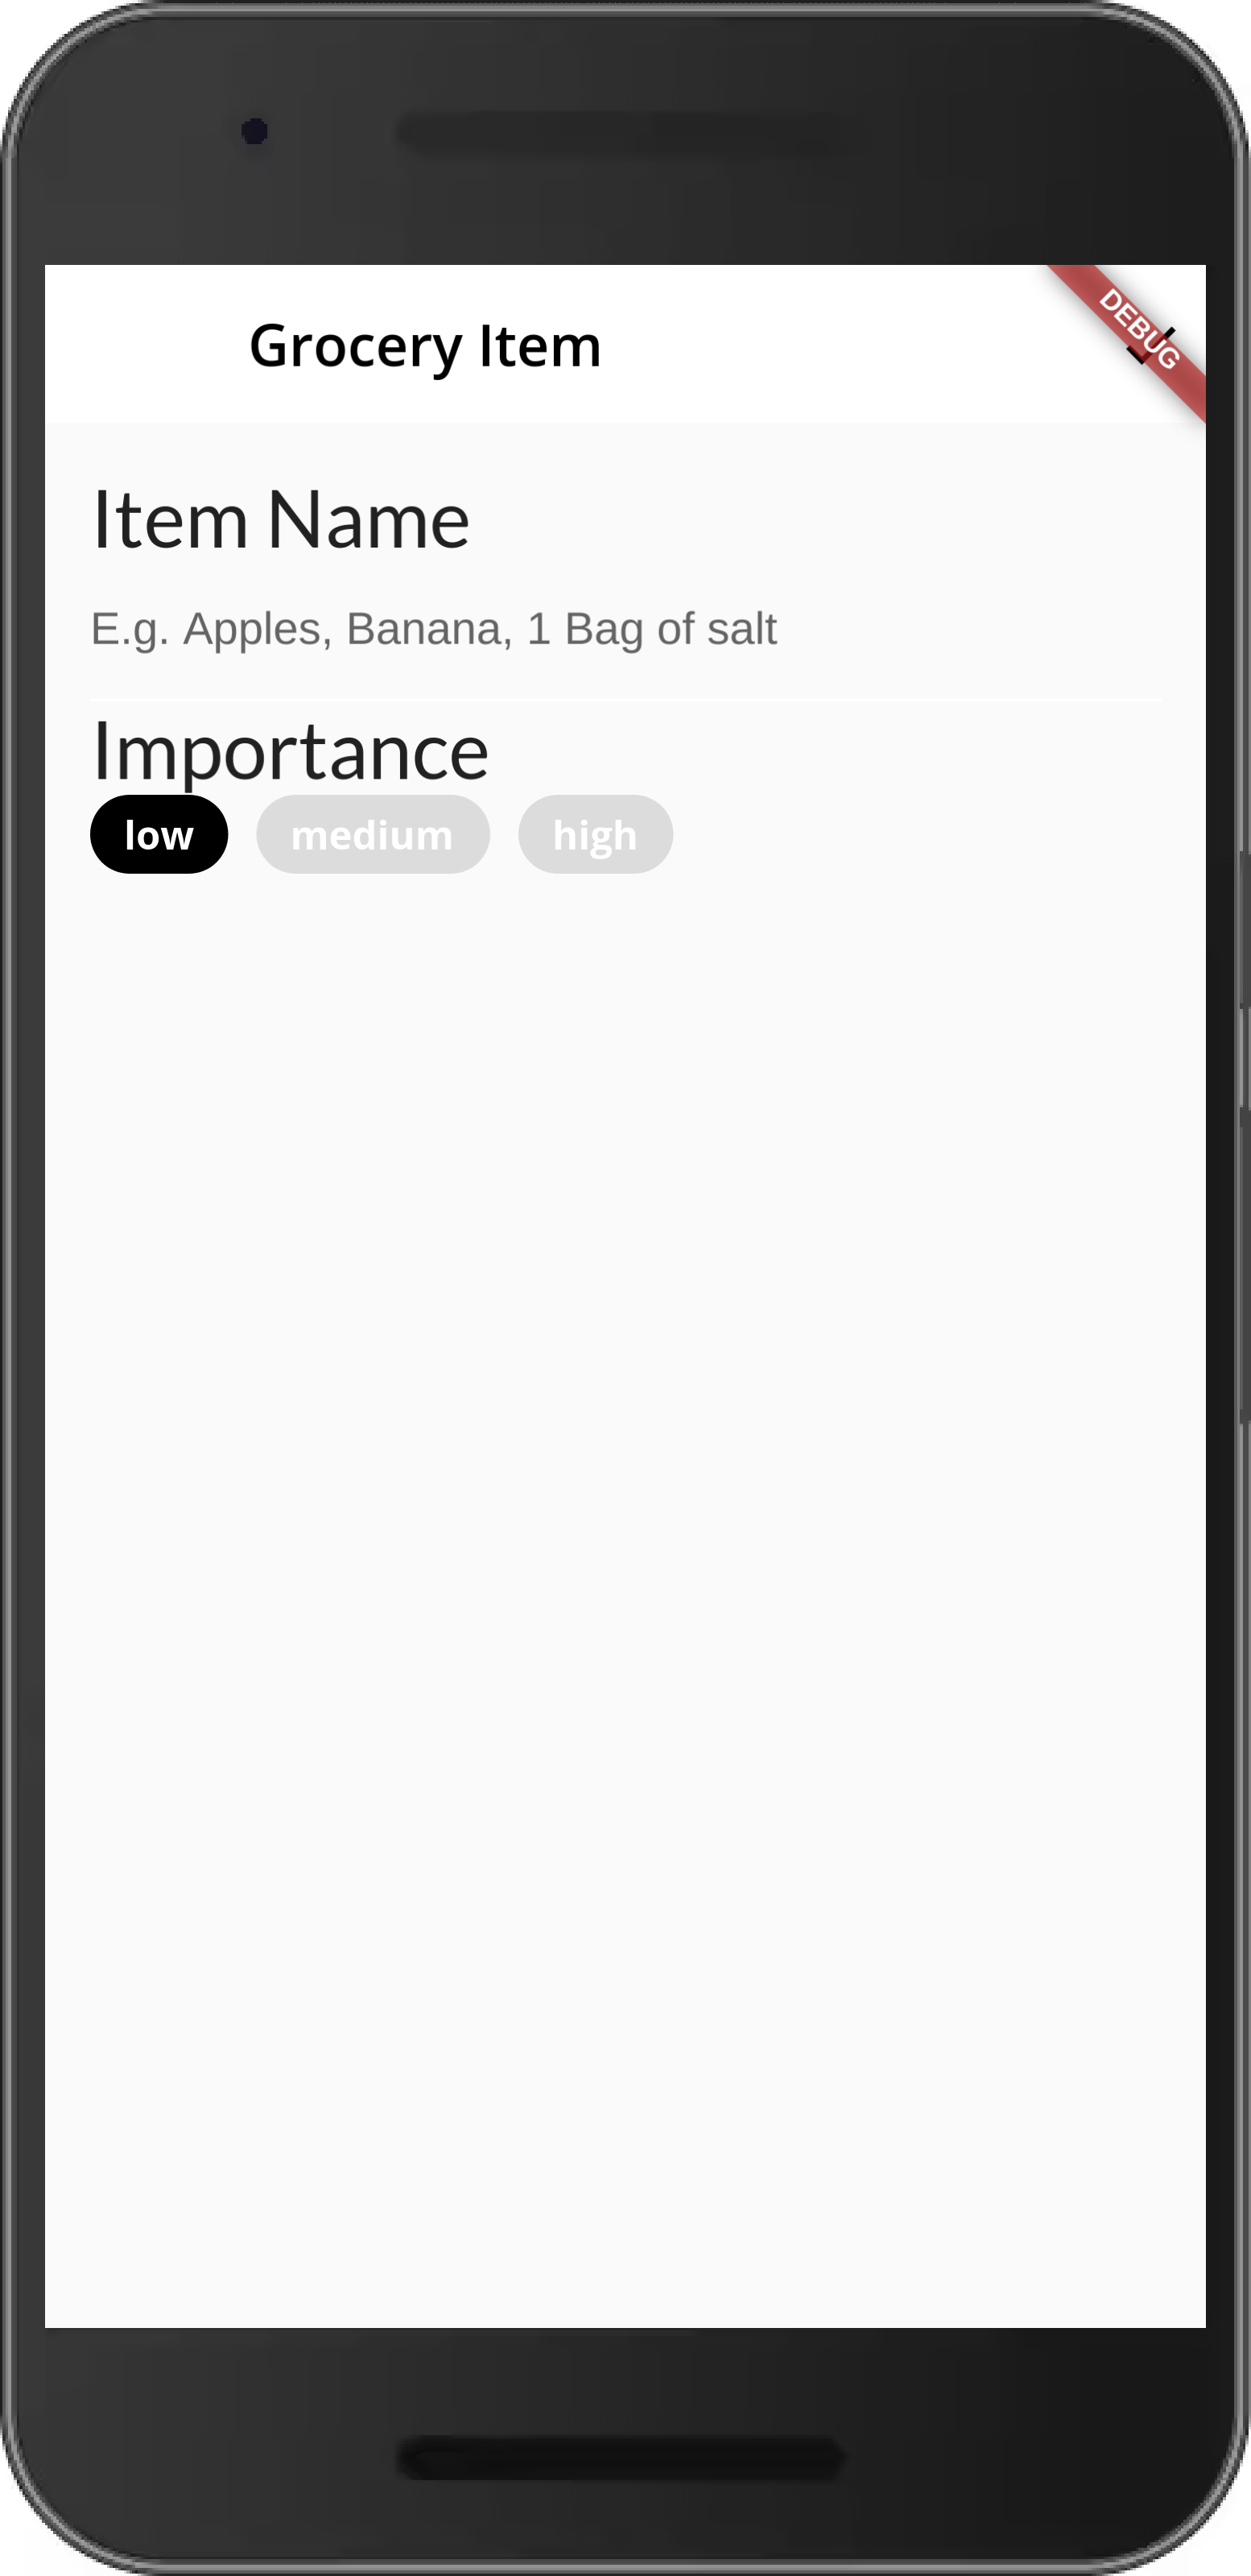 Grocery Item
DEBUG
Item Name
E.g. Apples, Banana, 1 Bag of salt
Importance
low medium high